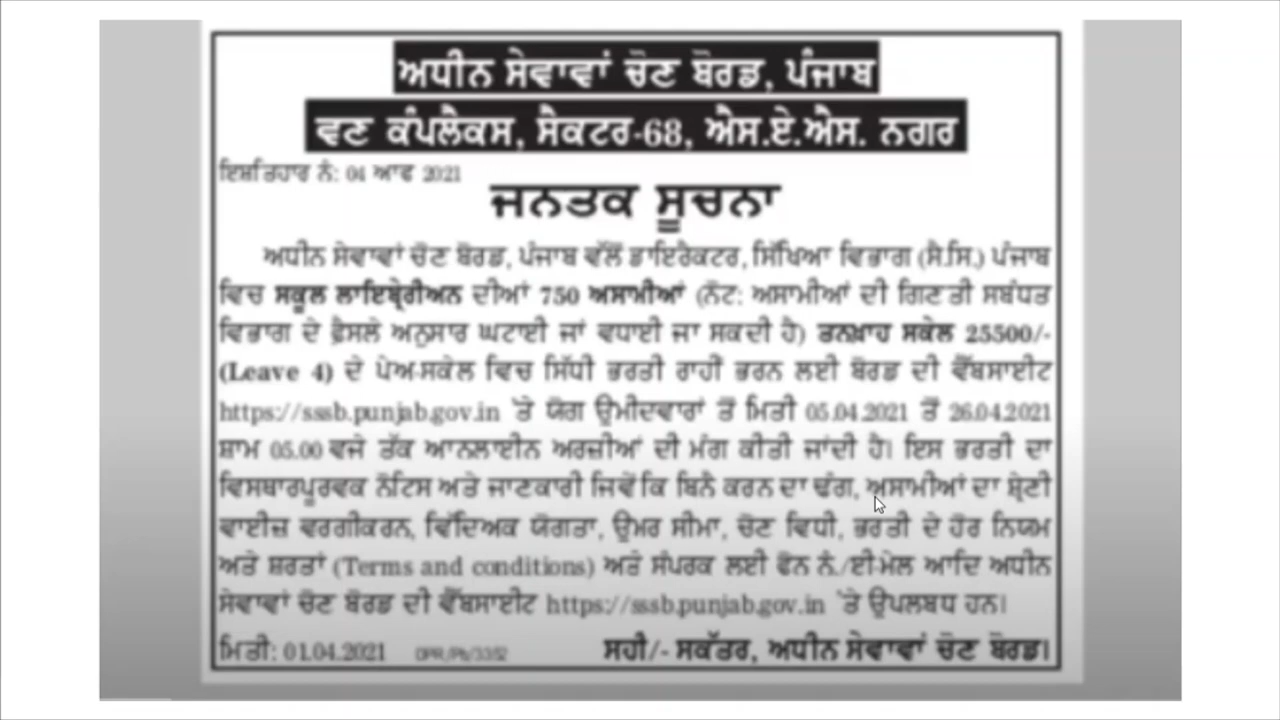 ਅਧੀਨ ਸੇਵਾਵਾਂ ਚੋਣ ਬੋਰਡ, ਪੰਜਾਬ
ਵਣ ਕੰਪਲੈਕਸ, ਸੈਕਟਰ-68, ਐਸ.ਏ.ਐਸ. ਨਗਰ
ਇਸ਼ਤਿਹਾਰ ਨੰ: 04 ਆਫ 2021
ਜਨਤਕ ਸੂਚਨਾ
ਅਧੀਨ ਸੇਵਾਵਾਂ ਚੋਣ ਬੋਰਡ, ਪੰਜਾਬ ਵੱਲੋਂ ਡਾਇਰੈਕਟਰ, ਸਿੱਖਿਆ ਵਿਭਾਗ (ਸੈ.ਸਿ.) ਪੰਜਾਬ
ਵਿਚ ਸਕੂਲ ਲਾਇਬ੍ਰੇਰੀਅਨ ਦੀਆਂ 750 ਅਸਾਮੀਆਂ (ਨੋਟ: ਅਸਾਮੀਆਂ ਦੀ ਗਿਣਤੀ ਸਬੰਧਤ
ਵਿਭਾਗ ਦੇ ਫ਼ੈਸਲੇ ਅਨੁਸਾਰ ਘਟਾਈ ਜਾਂ ਵਧਾਈ ਜਾ ਸਕਦੀ ਹੈ) ਤਨਖ਼ਾਹ ਸਕੇਲ 25500/-
(Leave 4) ਦੇ ਪੇਅ-ਸਕੇਲ ਵਿਚ ਸਿੱਧੀ ਭਰਤੀ ਰਾਹੀਂ ਭਰਨ ਲਈ ਬੋਰਡ ਦੀ ਵੈੱਬਸਾਈਟ
https://sssb.punjab.gov.in 'ਤੇ ਯੋਗ ਉਮੀਦਵਾਰਾਂ ਤੋਂ ਮਿਤੀ 05.04.2021 ਤੋਂ 26.04.2021
ਸ਼ਾਮ 05.00 ਵਜੇ ਤੱਕ ਆਨਲਾਈਨ ਅਰਜ਼ੀਆਂ ਦੀ ਮੰਗ ਕੀਤੀ ਜਾਂਦੀ ਹੈ। ਇਸ ਭਰਤੀ ਦਾ
ਵਿਸਥਾਰਪੂਰਵਕ ਨੋਟਿਸ ਅਤੇ ਜਾਣਕਾਰੀ ਜਿਵੇਂ ਕਿ ਬਿਨੈ ਕਰਨ ਦਾ ਢੰਗ, ਅਸਾਮੀਆਂ ਦਾ ਸ਼੍ਰੇਣੀ
ਵਾਈਜ਼ ਵਰਗੀਕਰਨ, ਵਿੱਦਿਅਕ ਯੋਗਤਾ, ਉਮਰ ਸੀਮਾ, ਚੋਣ ਵਿਧੀ, ਭਰਤੀ ਦੇ ਹੋਰ ਨਿਯਮ
ਅਤੇ ਸ਼ਰਤਾਂ (Terms and conditions) ਅਤੇ ਸੰਪਰਕ ਲਈ ਫੋਨ ਨੰ./ਈ-ਮੇਲ ਆਦਿ ਅਧੀਨ
ਸੇਵਾਵਾਂ ਚੋਣ ਬੋਰਡ ਦੀ ਵੈੱਬਸਾਈਟ https://sssb.punjab.gov.in 'ਤੇ ਉਪਲਬਧ ਹਨ।
ਮਿਤੀ: 01.04.2021 DPR/Pb/3352 ਸਹੀ/- ਸਕੱਤਰ, ਅਧੀਨ ਸੇਵਾਵਾਂ ਚੋਣ ਬੋਰਡ।